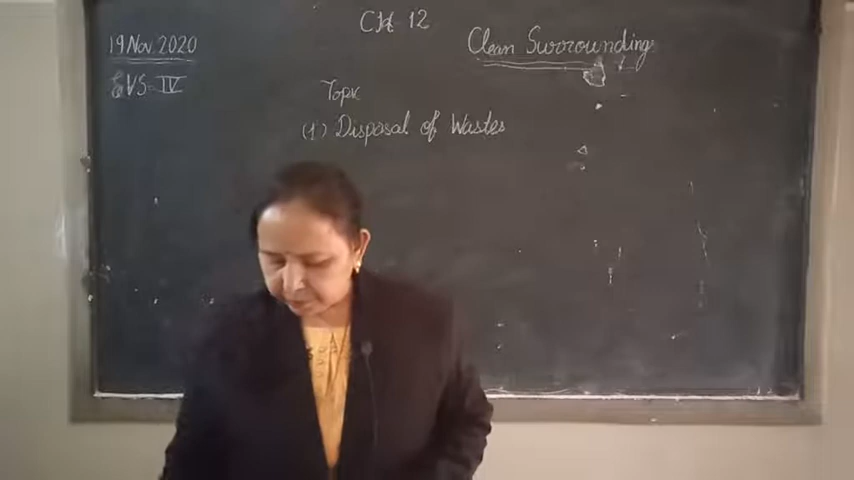 CH 12
19 Nov 2020
Clean Surrounding
EVS-IV
Topic
(1) Disposal of Wastes